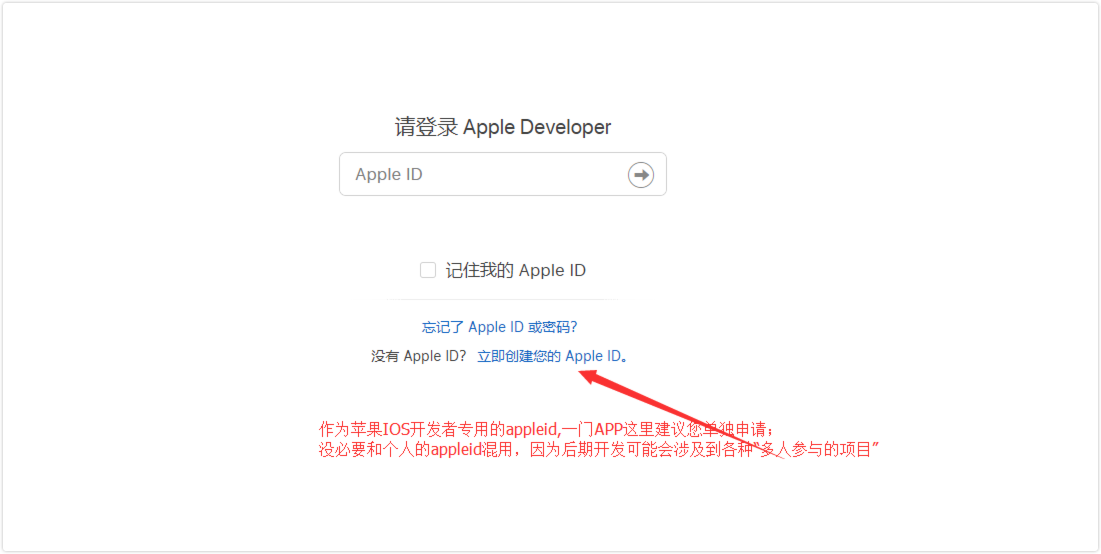 请登录 Apple Developer
Apple ID
记住我的 Apple ID
忘记了 Apple ID 或密码?
没有 Apple ID? 立即创建您的 Apple ID。
作为苹果IOS开发者专用的appleid,一门APP这里建议您单独申请；
没必要和个人的appleid混用，因为后期开发可能会涉及到各种“多人参与的项目”